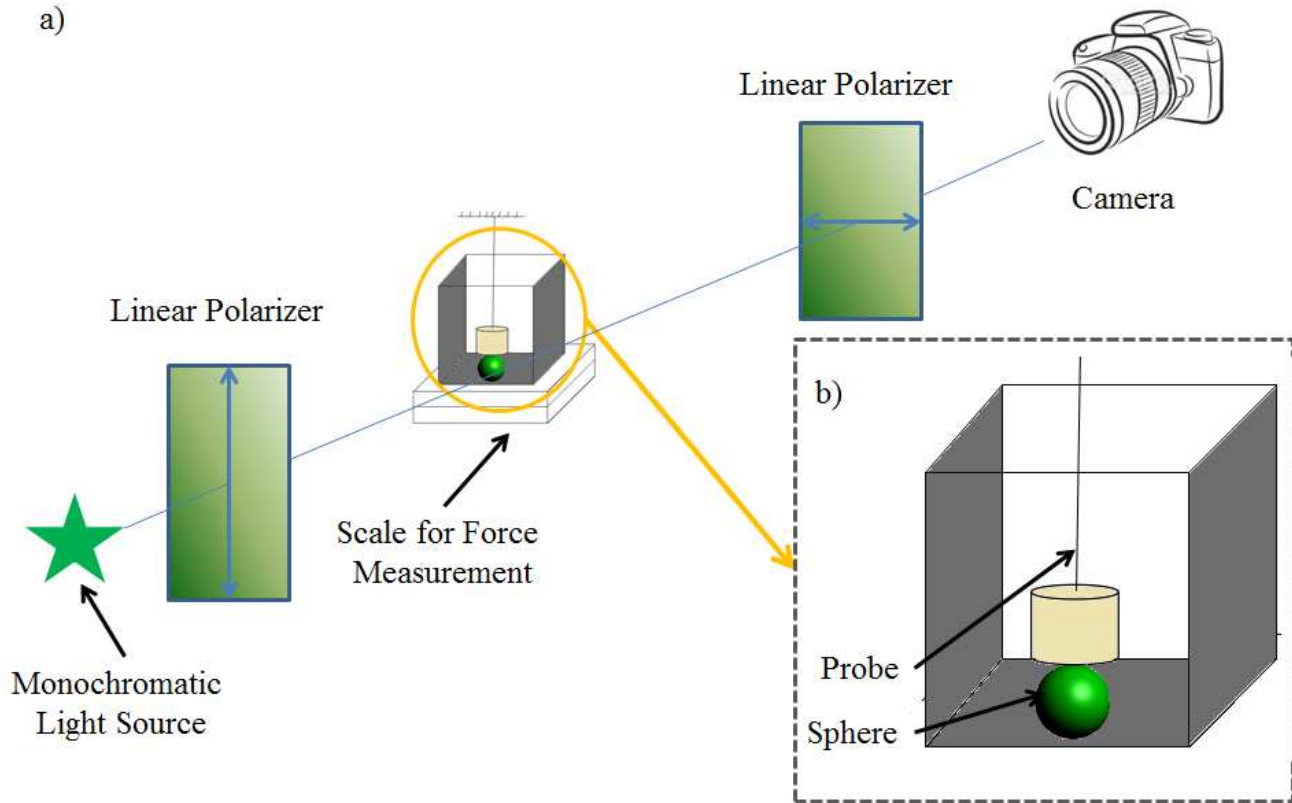 a)
Linear Polarizer
Camera
Linear Polarizer
b)
Scale for Force
Measurement
Monochromatic
Light Source
Probe
Sphere